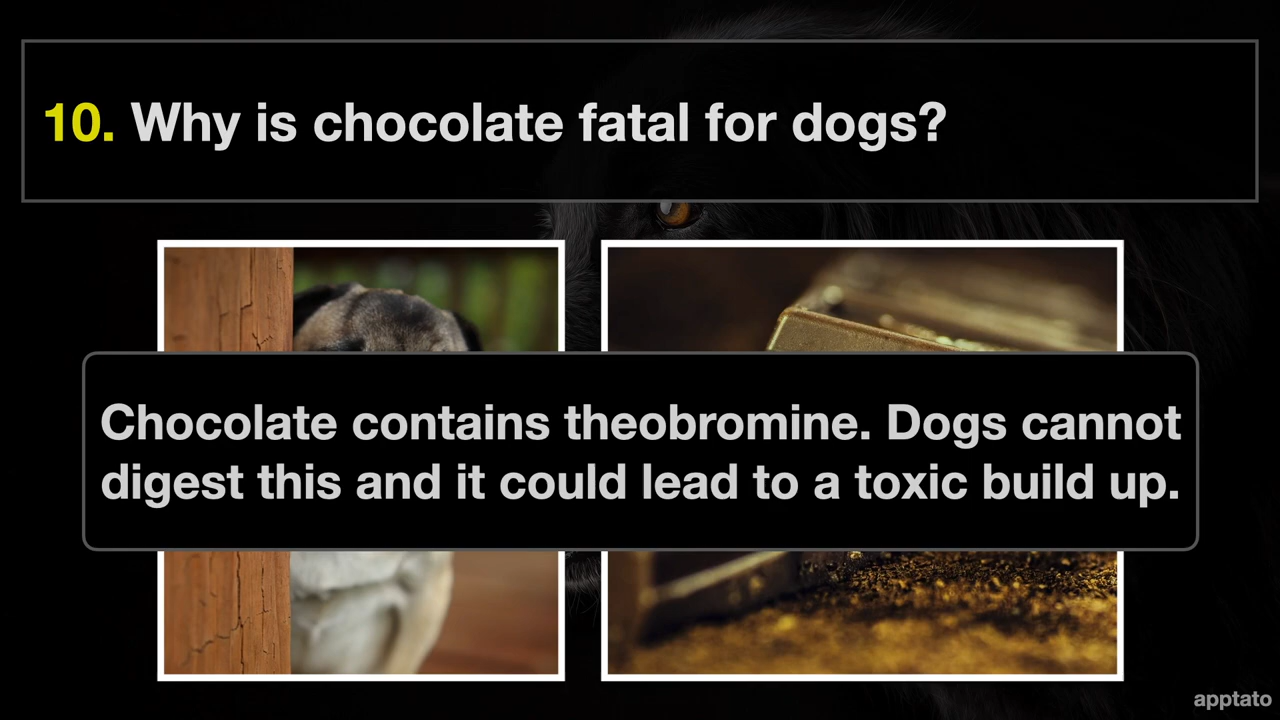 10. Why is chocolate fatal for dogs?
Chocolate contains theobromine. Dogs cannot
digest this and it could lead to a toxic build up.
apptato